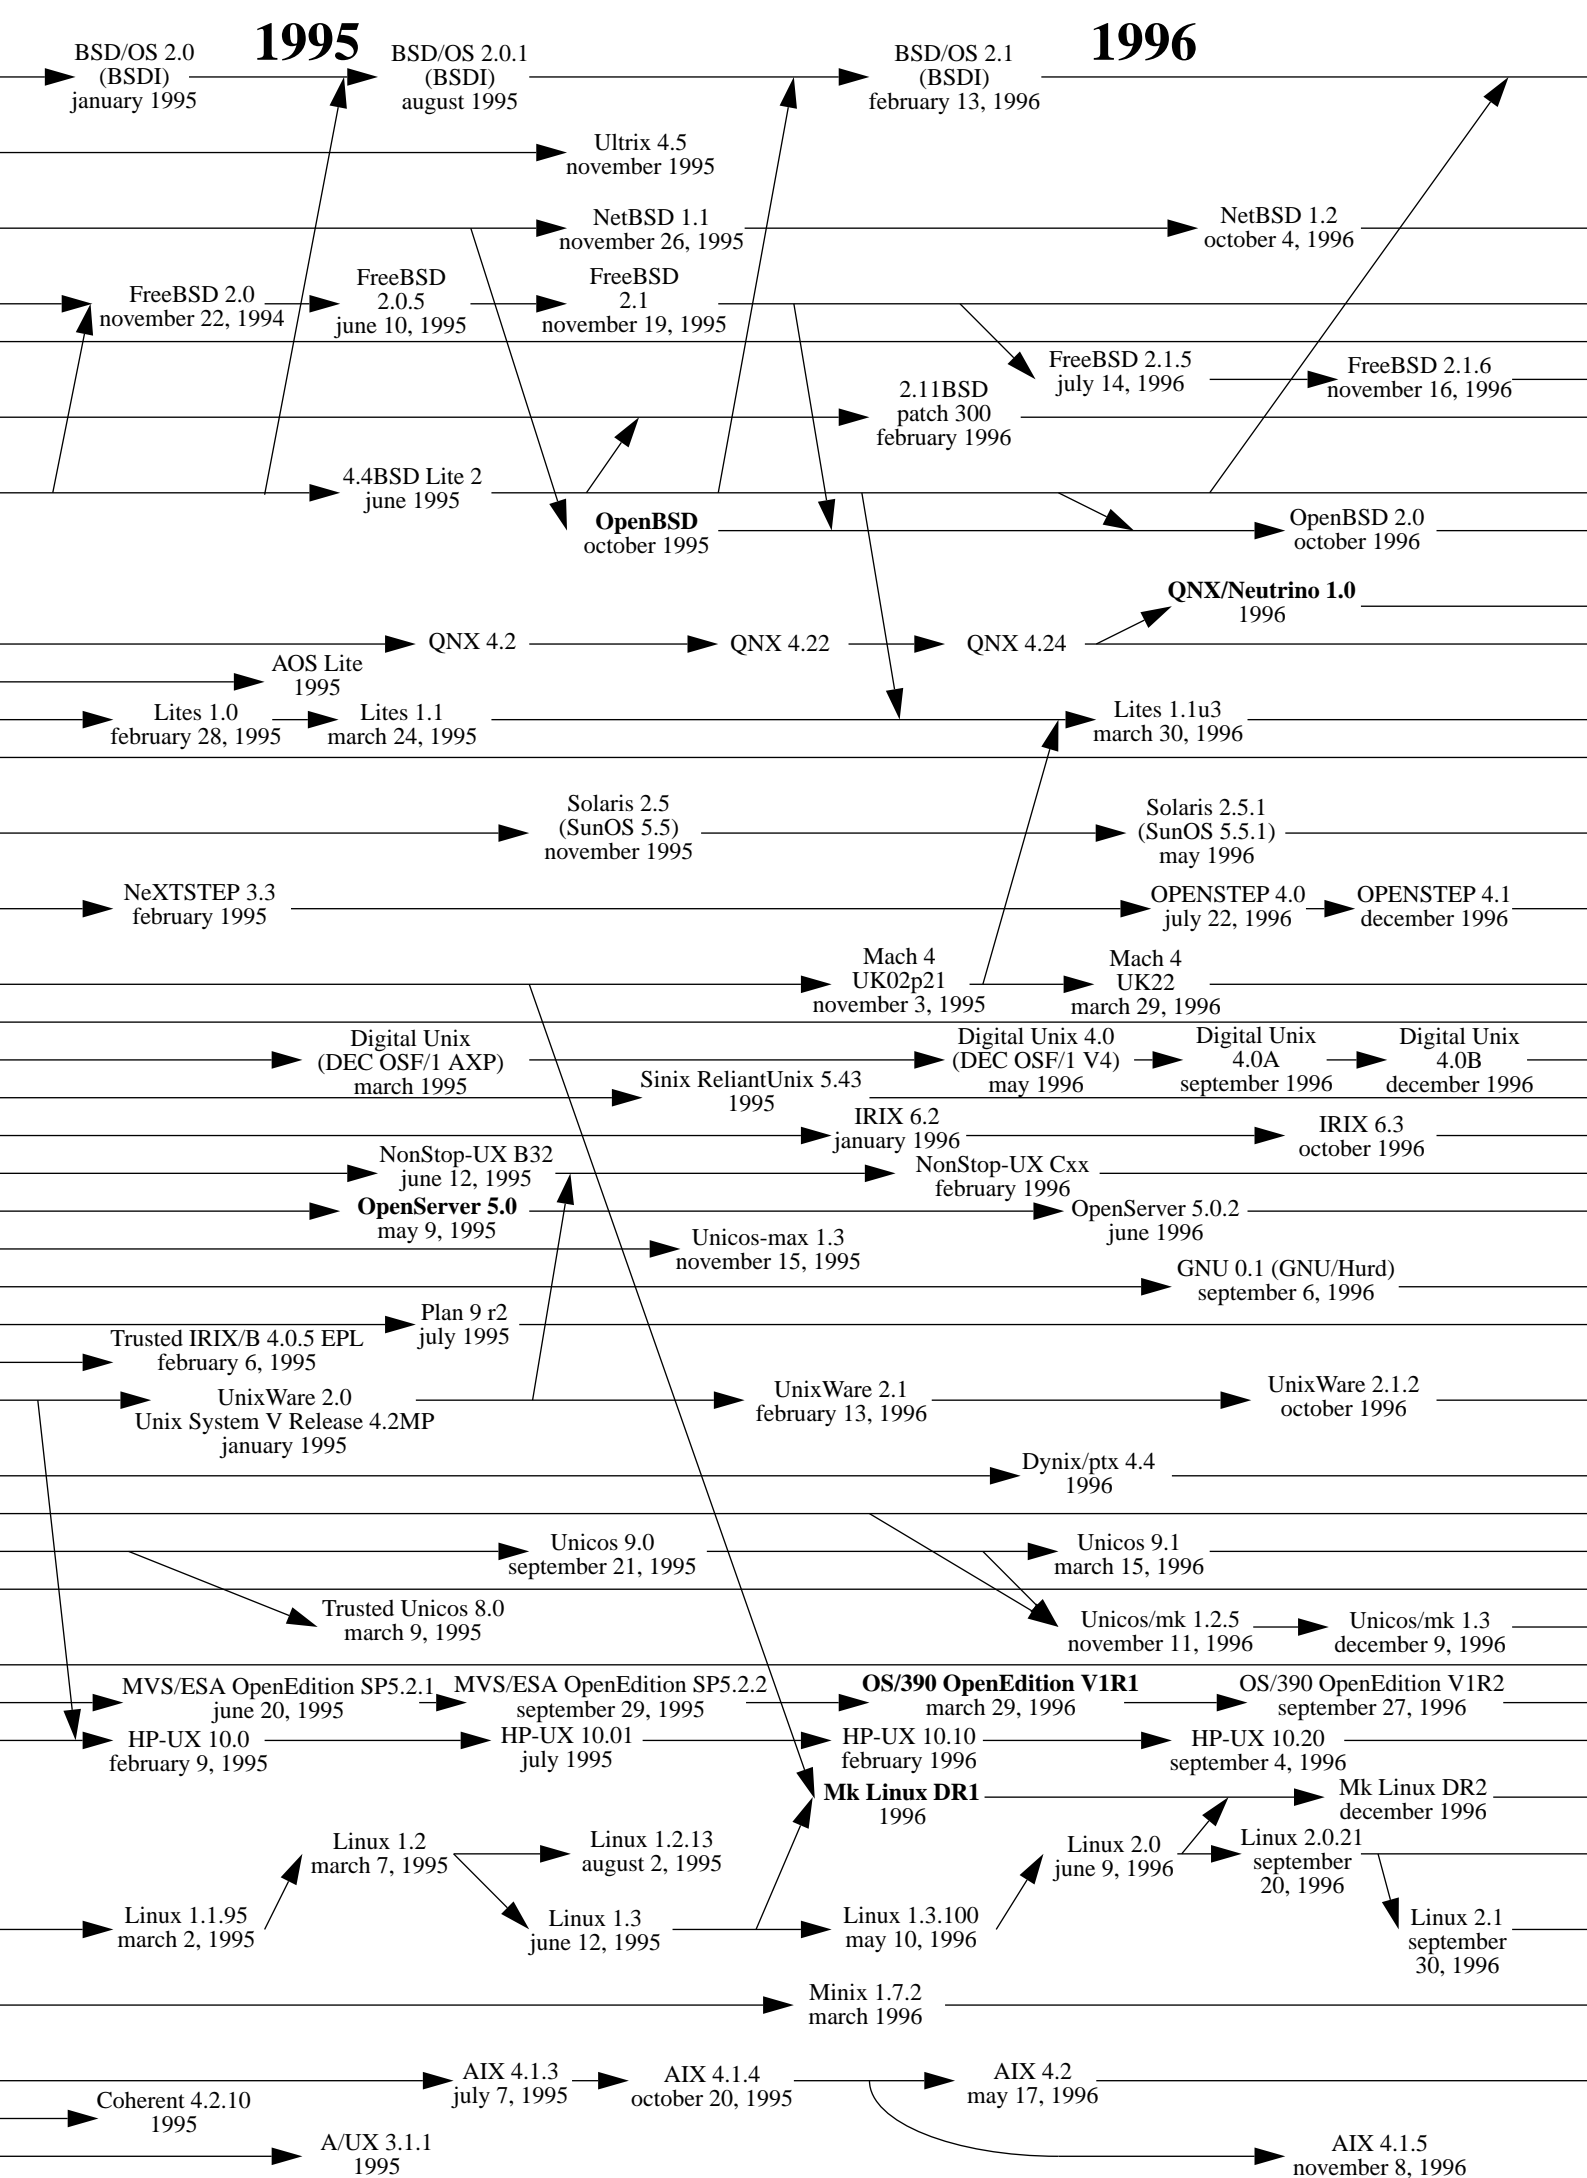 1995
1996
BSD/OS 2.0
(BSDI)
january 1995
BSD/OS 2.0.1
(BSDI)
august 1995
BSD/OS 2.1
(BSDI)
february 13, 1996
Ultrix 4.5
november 1995
NetBSD 1.1
november 26, 1995
NetBSD 1.2
october 4, 1996
FreeBSD 2.0
november 22, 1994
FreeBSD
2.0.5
june 10, 1995
FreeBSD
2.1
november 19, 1995
FreeBSD 2.1.5
july 14, 1996
FreeBSD 2.1.6
november 16, 1996
2.11BSD
patch 300
february 1996
4.4BSD Lite 2
june 1995
OpenBSD
october 1995
OpenBSD 2.0
october 1996
QNX/Neutrino 1.0
1996
QNX 4.2
QNX 4.22
QNX 4.24
AOS Lite
1995
Lites 1.0
february 28, 1995
Lites 1.1
march 24, 1995
Lites 1.1u3
march 30, 1996
Solaris 2.5
(SunOS 5.5)
november 1995
Solaris 2.5.1
(SunOS 5.5.1)
may 1996
NeXTSTEP 3.3
february 1995
OPENSTEP 4.0
july 22, 1996
OPENSTEP 4.1
december 1996
Mach 4
UK02p21
november 3, 1995
Mach 4
UK22
march 29, 1996
Digital Unix
(DEC OSF/1 AXP)
march 1995
Digital Unix 4.0
(DEC OSF/1 V4)
may 1996
Digital Unix
4.0A
september 1996
Digital Unix
4.0B
december 1996
Sinix ReliantUnix 5.43
1995
IRIX 6.2
january 1996
IRIX 6.3
october 1996
NonStop-UX B32
june 12, 1995
NonStop-UX Cxx
february 1996
OpenServer 5.0
may 9, 1995
OpenServer 5.0.2
june 1996
Unicos-max 1.3
november 15, 1995
GNU 0.1 (GNU/Hurd)
september 6, 1996
Plan 9 r2
july 1995
Trusted IRIX/B 4.0.5 EPL
february 6, 1995
UnixWare 2.0
Unix System V Release 4.2MP
january 1995
UnixWare 2.1
february 13, 1996
UnixWare 2.1.2
october 1996
Dynix/ptx 4.4
1996
Unicos 9.0
september 21, 1995
Unicos 9.1
march 15, 1996
Trusted Unicos 8.0
march 9, 1995
Unicos/mk 1.2.5
november 11, 1996
Unicos/mk 1.3
december 9, 1996
MVS/ESA OpenEdition SP5.2.1
june 20, 1995
MVS/ESA OpenEdition SP5.2.2
september 29, 1995
OS/390 OpenEdition V1R1
march 29, 1996
OS/390 OpenEdition V1R2
september 27, 1996
HP-UX 10.0
february 9, 1995
HP-UX 10.01
july 1995
HP-UX 10.10
february 1996
HP-UX 10.20
september 4, 1996
Mk Linux DR1
1996
Mk Linux DR2
december 1996
Linux 1.2
march 7, 1995
Linux 1.2.13
august 2, 1995
Linux 2.0
june 9, 1996
Linux 2.0.21
september
20, 1996
Linux 1.1.95
march 2, 1995
Linux 1.3
june 12, 1995
Linux 1.3.100
may 10, 1996
Linux 2.1
september
30, 1996
Minix 1.7.2
march 1996
AIX 4.1.3
july 7, 1995
AIX 4.1.4
october 20, 1995
AIX 4.2
may 17, 1996
Coherent 4.2.10
1995
A/UX 3.1.1
1995
AIX 4.1.5
november 8, 1996